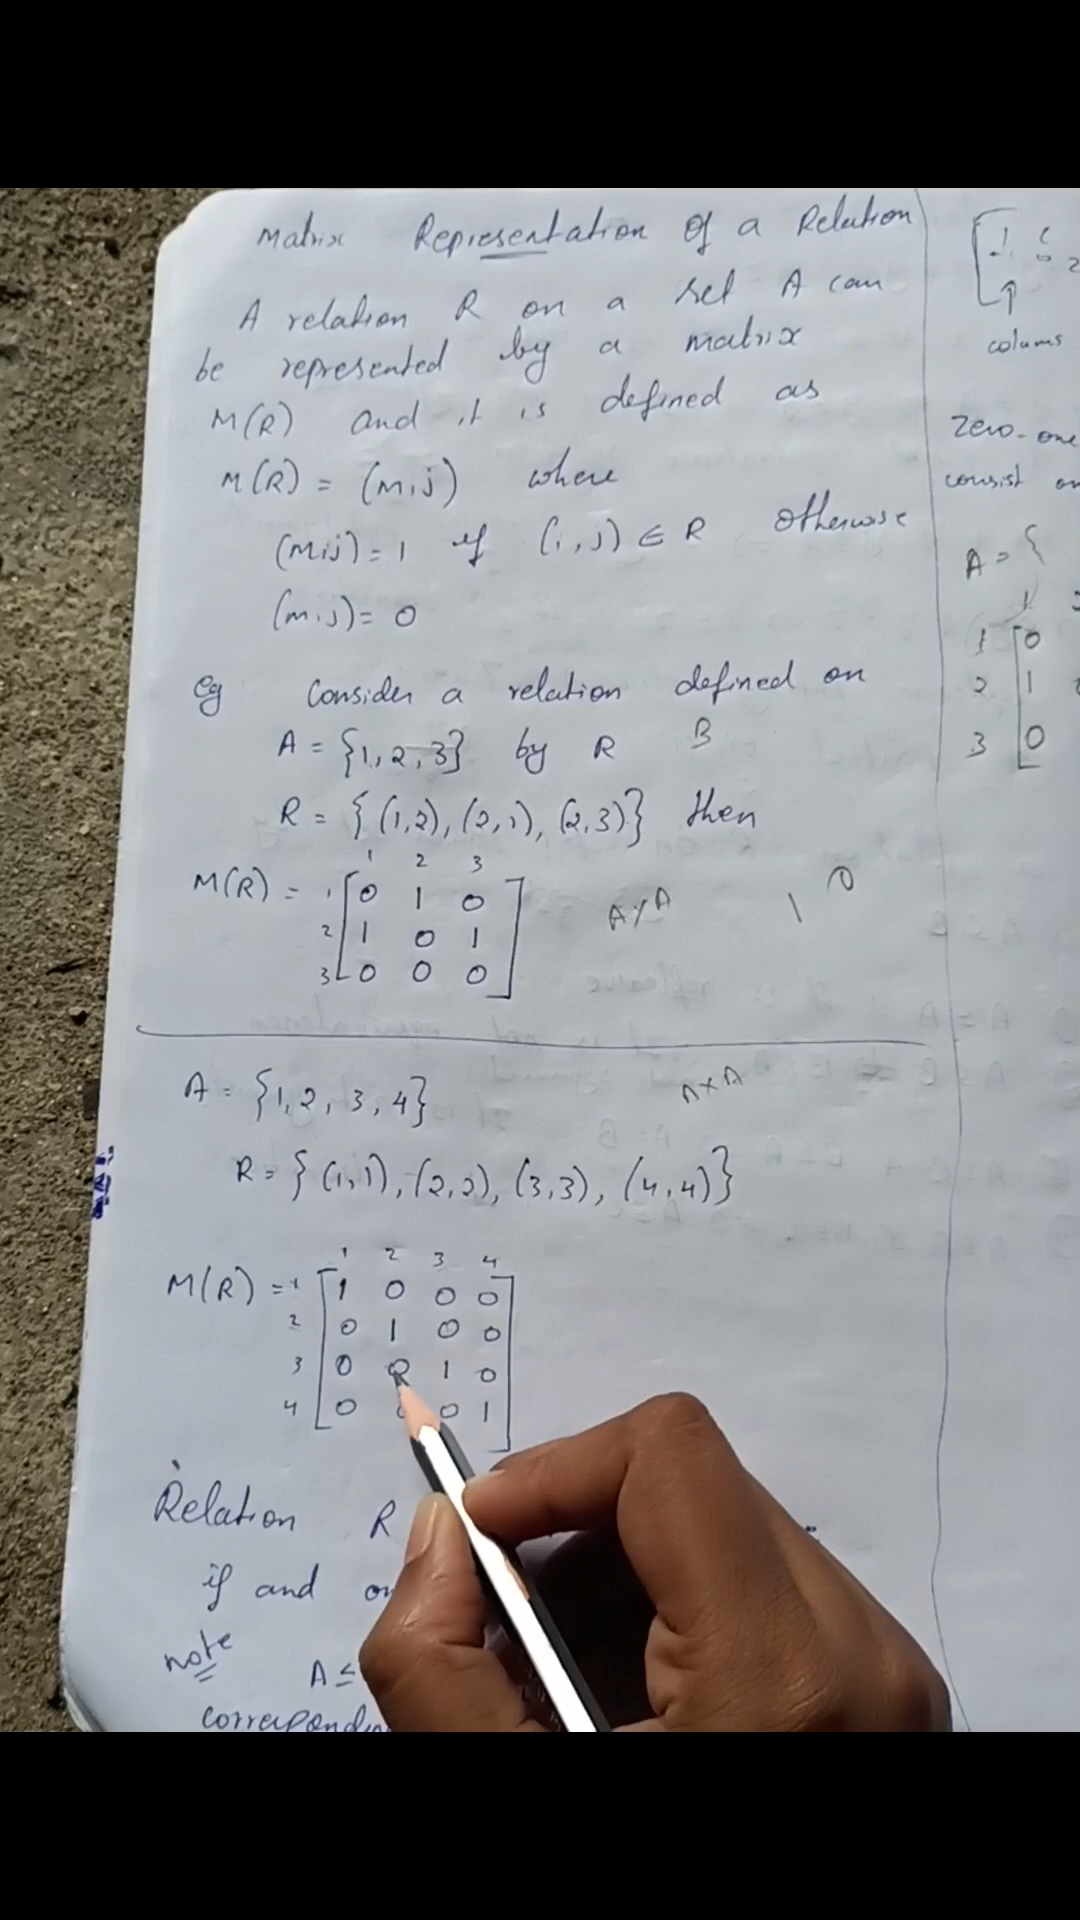 Matrix Representation Of a Relation
A relation R on a set A can
be represented by a matrix
M(R) and it is defined as
M(R) = (mij) where
(mij) = 1 if (i,j) ∈ R Otherwise
(mij) = 0
eg Consider a relation defined on
A = {1, 2, 3} by R B
R = { (1,2), (2,1), (2,3)} then
1 2 3
M(R) = 1 [ 0 1 0 ]
2 1 0 1
3 0 0 0
A×A 1 0
A = {1, 2, 3, 4} A×A
R = { (1,1), (2,2), (3,3), (4,4)}
1 2 3 4
M(R) = 1 [ 1 0 0 0 ]
2 0 1 0 0
3 0 0 1 0
4 0 0 1
Relation R
if and
note A ≤
colums
Zero-one
consist
A = {
1
1 [ 0
2 1
3 0